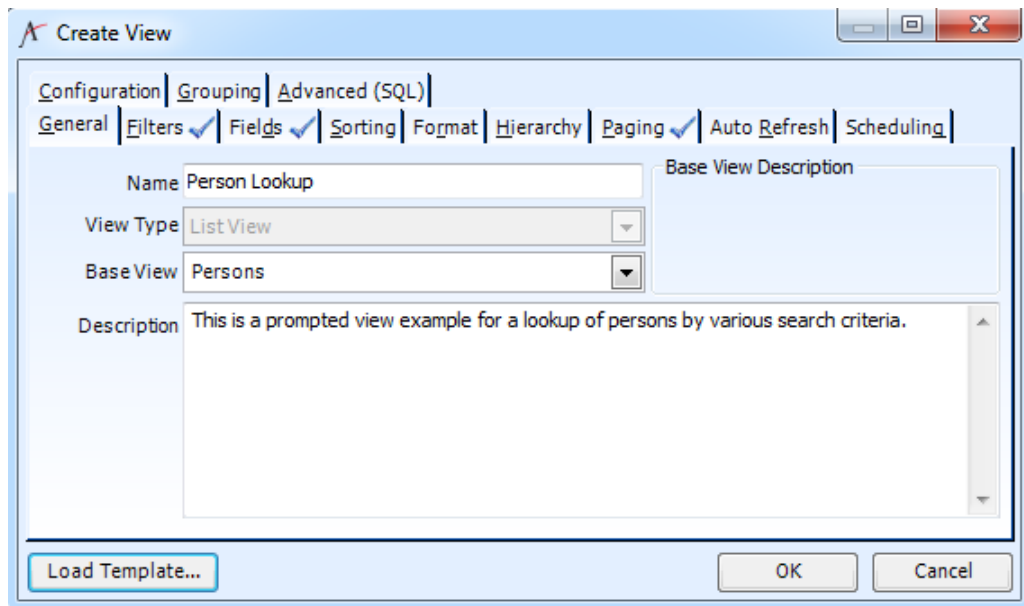 Create View
Configuration Grouping Advanced (SQL)
General Filters Fields Sorting Format Hierarchy Paging Auto Refresh Scheduling
Name Person Lookup
Base View Description
View Type List View
Base View Persons
Description This is a prompted view example for a lookup of persons by various search criteria.
Load Template... OK Cancel